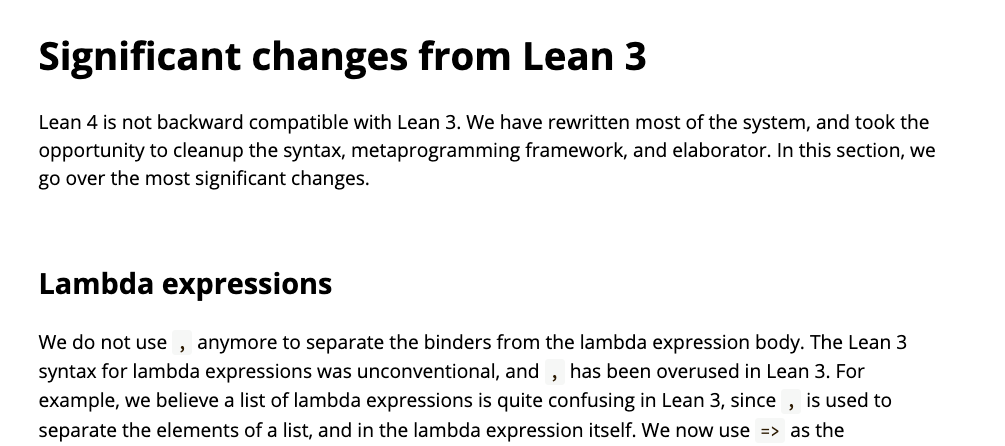 Significant changes from Lean 3
Lean 4 is not backward compatible with Lean 3. We have rewritten most of the system, and took the
opportunity to cleanup the syntax, metaprogramming framework, and elaborator. In this section, we
go over the most significant changes.
Lambda expressions
We do not use , anymore to separate the binders from the lambda expression body. The Lean 3
syntax for lambda expressions was unconventional, and , has been overused in Lean 3. For
example, we believe a list of lambda expressions is quite confusing in Lean 3, since , is used to
separate the elements of a list, and in the lambda expression itself. We now use => as the